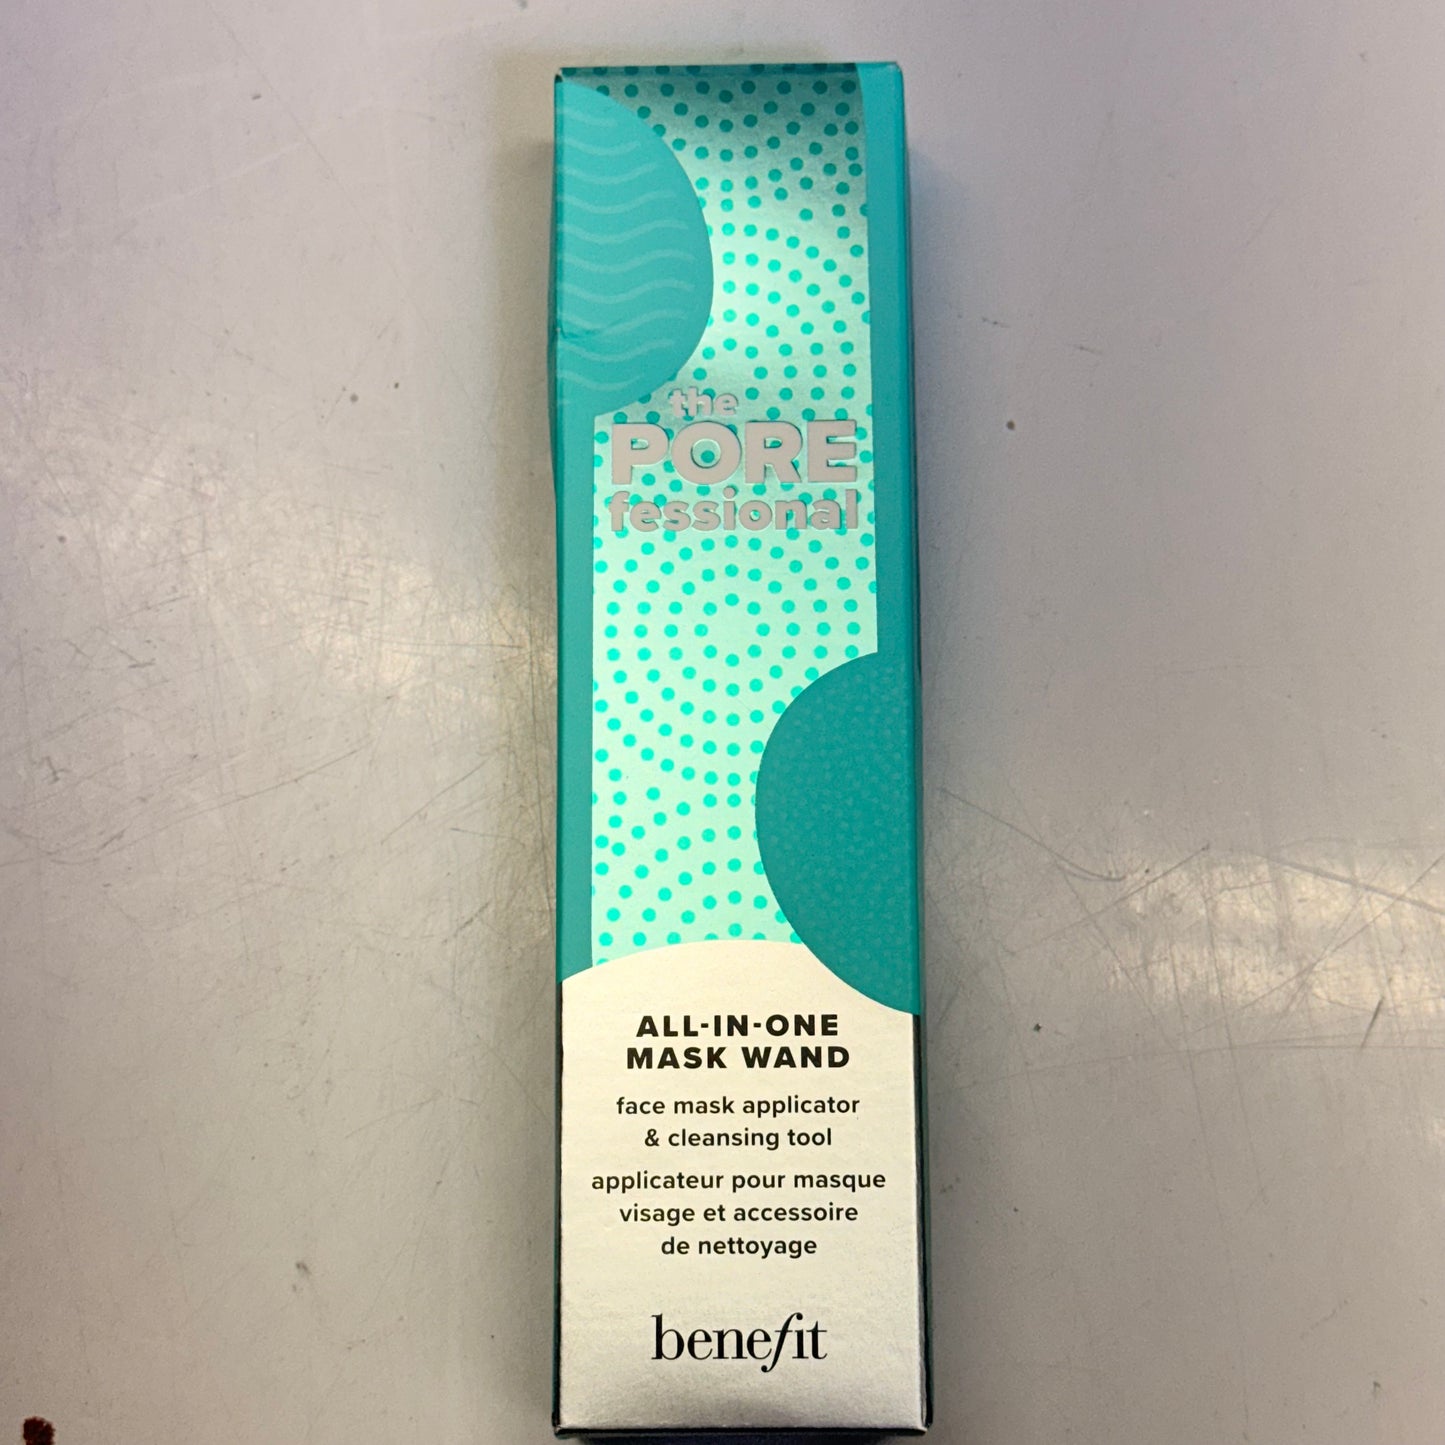 the
PORE
fessional
ALL-IN-ONE
MASK WAND
face mask applicator
& cleansing tool
applicateur pour masque
visage et accessoire
de nettoyage
benefit